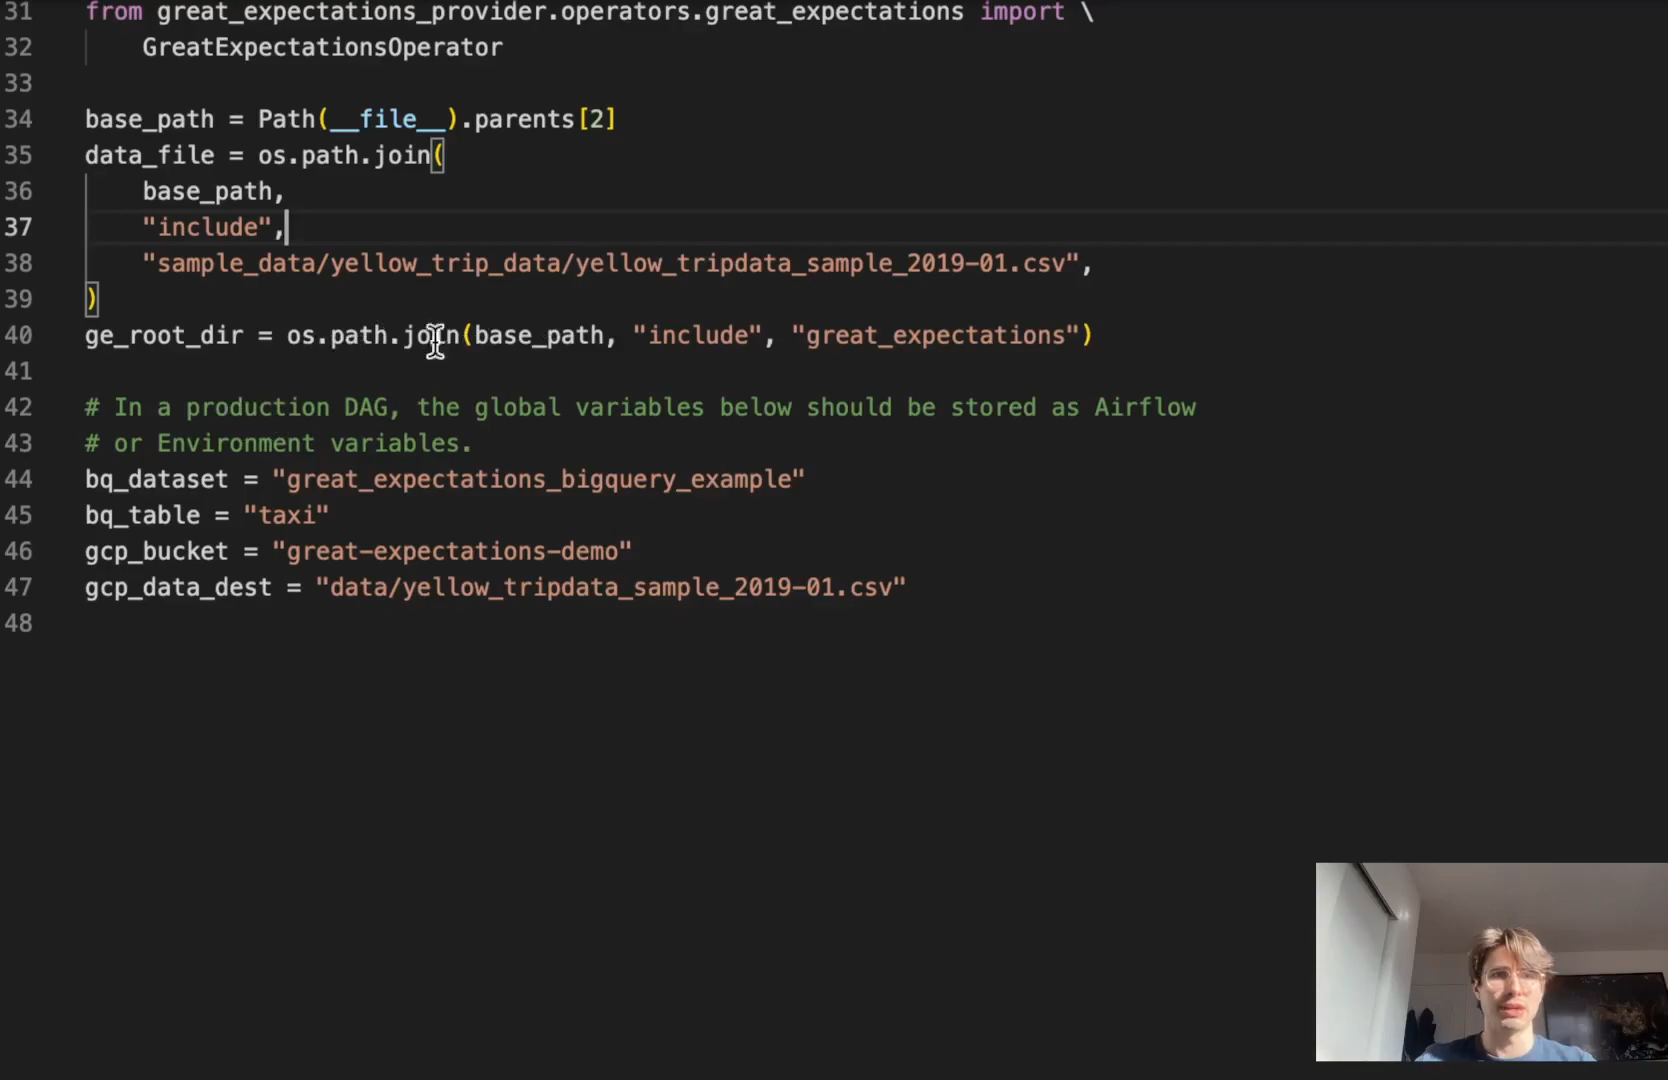 31 from great_expectations_provider.operators.great_expectations import \
32 GreatExpectationsOperator
33
34 base_path = Path(__file__).parents[2]
35 data_file = os.path.join(
36 base_path,
37 "include",
38 "sample_data/yellow_trip_data/yellow_tripdata_sample_2019-01.csv",
39 )
40 ge_root_dir = os.path.join(base_path, "include", "great_expectations")
41
42 # In a production DAG, the global variables below should be stored as Airflow
43 # or Environment variables.
44 bq_dataset = "great_expectations_bigquery_example"
45 bq_table = "taxi"
46 gcp_bucket = "great-expectations-demo"
47 gcp_data_dest = "data/yellow_tripdata_sample_2019-01.csv"
48